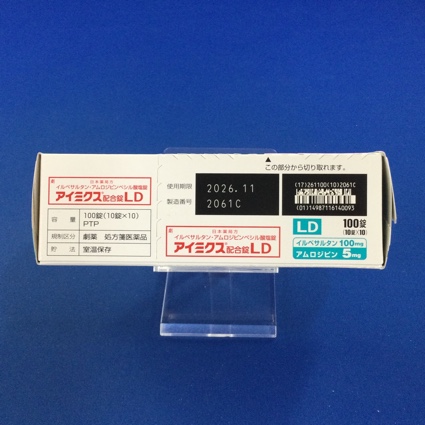 日本薬局方
イルベサルタン・アムロジピンベシル酸塩錠
アイミクス®配合錠LD
容量 100錠(10錠×10)
PTP
規制区分 劇薬 処方箋医薬品
貯法 室温保存
▲
この部分から切り取れます。
使用期限 2026.11
製造番号 2061C
(17)261100(10)2061C
(01)14987116140093
日本薬局方
イルベサルタン・アムロジピンベシル酸塩錠
アイミクス®配合錠LD
LD 100錠
(10錠×10)
イルベサルタン 100mg
アムロジピン 5mg